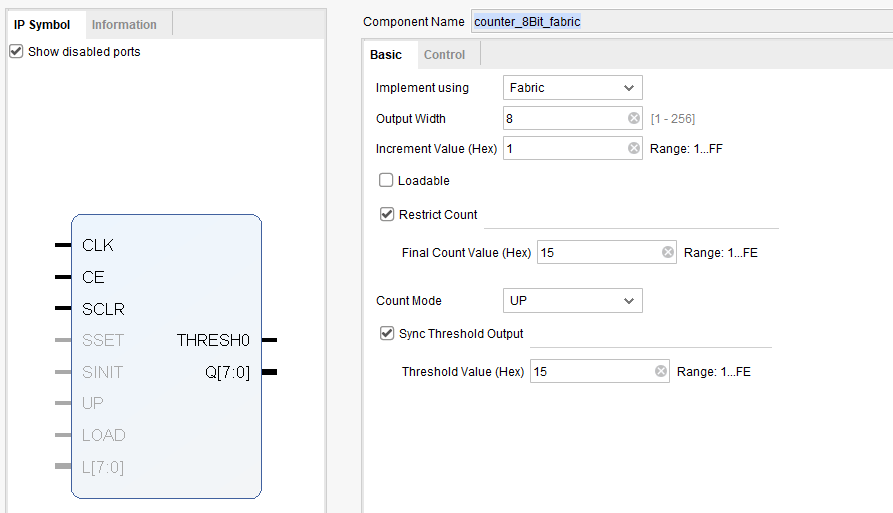 IP Symbol Information
Show disabled ports
CLK
CE
SCLR
SSET THRESH0
SINIT Q[7:0]
UP
LOAD
L[7:0]
Component Name counter_8Bit_fabric
Basic Control
Implement using Fabric
Output Width 8 [1 - 256]
Increment Value (Hex) 1 Range: 1...FF
Loadable
Restrict Count
Final Count Value (Hex) 15 Range: 1...FE
Count Mode UP
Sync Threshold Output
Threshold Value (Hex) 15 Range: 1...FE